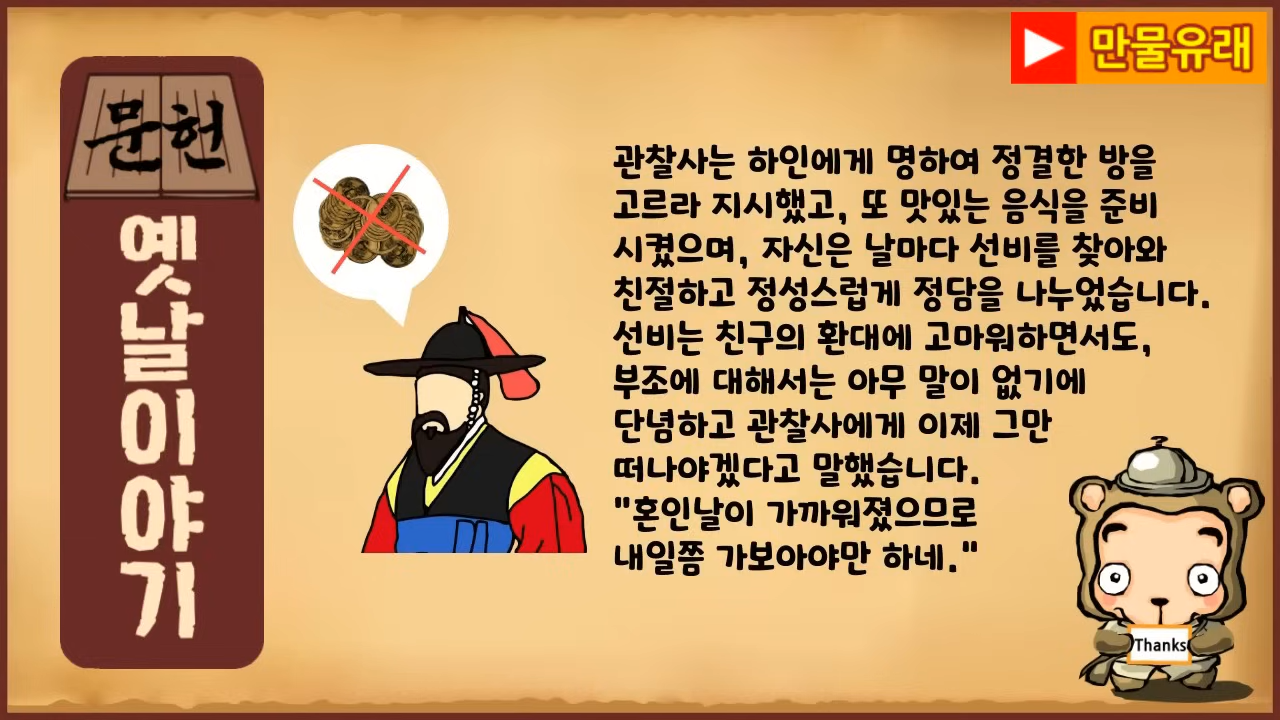 만물유래
문헌
옛날이야기
관찰사는 하인에게 명하여 정결한 방을
고르라 지시했고, 또 맛있는 음식을 준비
시켰으며, 자신은 날마다 선비를 찾아와
친절하고 정성스럽게 정담을 나누었습니다.
선비는 친구의 환대에 고마워하면서도,
부조에 대해서는 아무 말이 없기에
단념하고 관찰사에게 이제 그만
떠나야겠다고 말했습니다.
"혼인날이 가까워졌으므로
내일쯤 가보아야만 하네."
Thanks